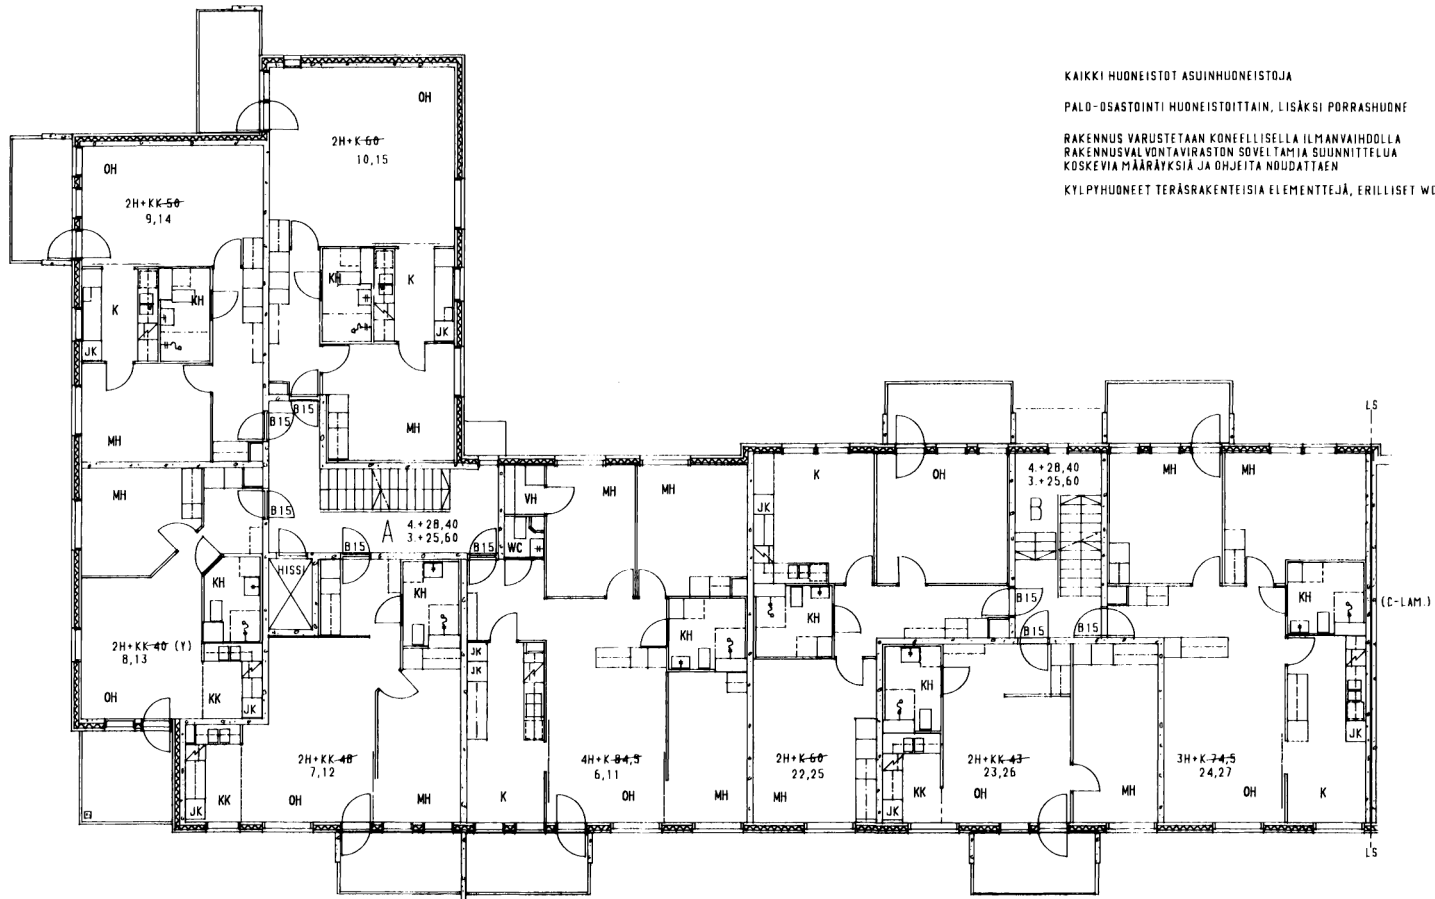 KAIKKI HUONEISTOT ASUINHUONEISTOJA
PALO-OSASTOINTI HUONEISTOITTAIN, LISÄKSI PORRASHUONE
RAKENNUS VARUSTETAAN KONEELLISELLA ILMANVAIHDOLLA
RAKENNUSVALVONTAVIRASTON SOVELTAMIA SUUNNITTELUA
KOSKEVIA MÄÄRÄYKSIÄ JA OHJEITA NOUDATTAEN
KYLPYHUONEET TERÄSRAKENTEISIA ELEMENTTEJÄ, ERILLISET WC
OH
2H+K 60
10,15
OH
2H+KK 50
9,14
KH
K
JK
K
KH
JK
MH
MH
B15
B15
MH
B15
A
4.+28,40
3.+25,60
B15
B15
HISSI
VH
WC
MH
MH
KH
KH
2H+KK 40 (Y)
8,13
OH
KK
JK
2H+KK 48
7,12
KK
OH
JK
MH
JK
JK
KH
4H+K 84,5
6,11
K
OH
MH
K
OH
JK
KH
4.+28,40
3.+25,60
B
B15
B15
B15
MH
MH
LS
KH
(C-LAM.)
2H+K 60
22,25
MH
KH
2H+KK 43
23,26
KK
OH
JK
MH
3H+K 74,5
24,27
OH
K
JK
LS